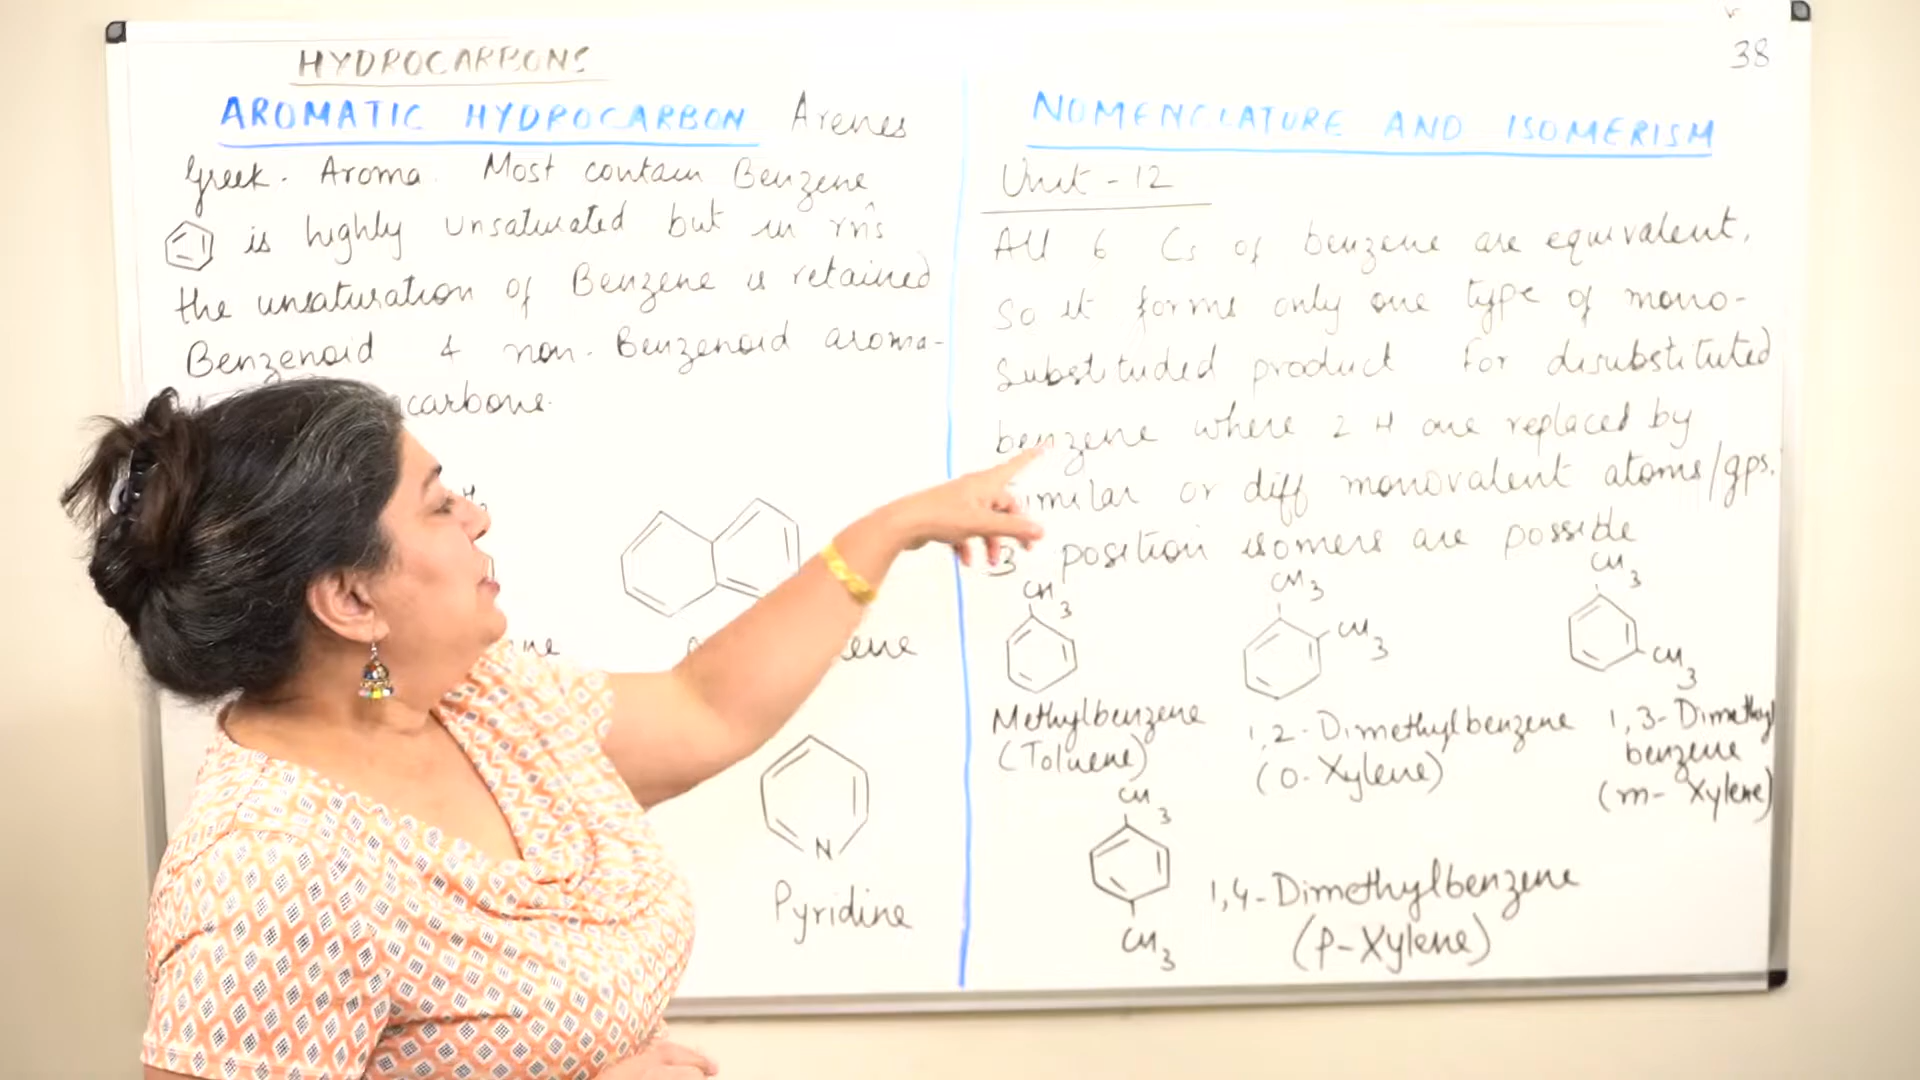 HYDROCARBONS
AROMATIC HYDROCARBON Arenes
Greek. Aroma. Most contain Benzene
is highly unsaturated but in rxn̂s
the unsaturation of Benzene is retained
Benzenoid & non-Benzenoid aroma-
carbons.
ene
ene
N
Pyridine
38
NOMENCLATURE AND ISOMERISM
Unit - 12
All 6 Cs of benzene are equivalent,
So it forms only one type of mono-
substituted product For disubstituted
benzene where 2 H are replaced by
similar or diff monovalent atoms/gps.
3 position isomers are possible
CH3
CH3
CH3
CH3
CH3
Methylbenzene
(Toluene)
1,2-Dimethylbenzene
(o-Xylene)
1,3-Dimethyl
benzene
(m-Xylene)
CH3
CH3
1,4-Dimethylbenzene
(p-Xylene)